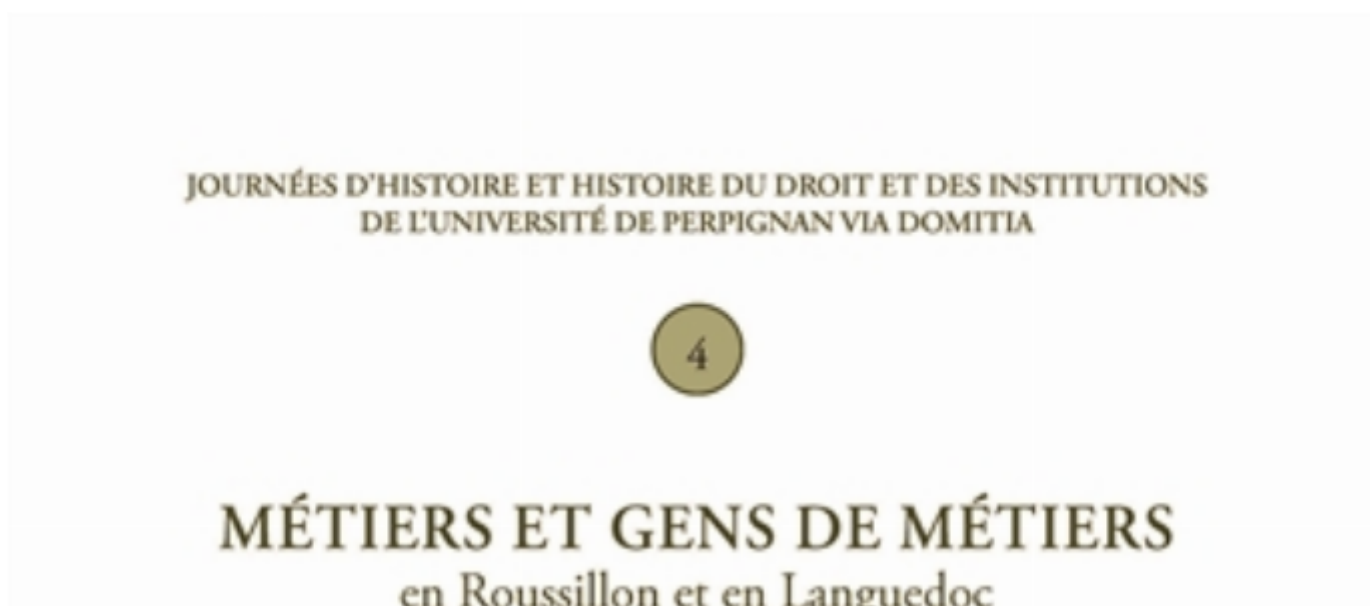 JOURNÉES D'HISTOIRE ET HISTOIRE DU DROIT ET DES INSTITUTIONS
DE L'UNIVERSITÉ DE PERPIGNAN VIA DOMITIA
4
MÉTIERS ET GENS DE MÉTIERS
en Roussillon et en Languedoc